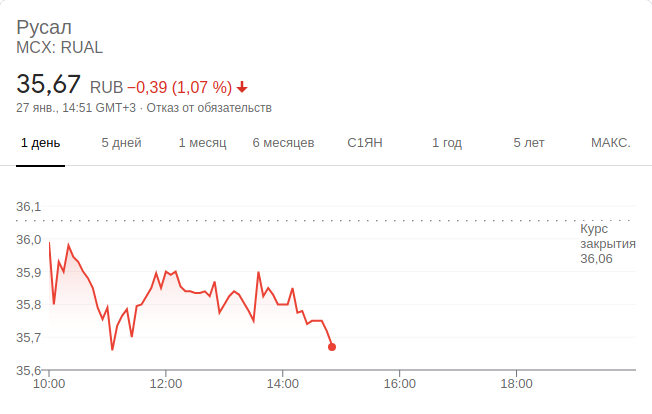 Русал
MCX: RUAL
35,67 RUB −0,39 (1,07 %)
27 янв., 14:51 GMT+3 · Отказ от обязательств
1 день 5 дней 1 месяц 6 месяцев С1ЯН 1 год 5 лет МАКС.
36,1
Курс
закрытия
36,06
36,0
35,9
35,8
35,7
35,6
10:00 12:00 14:00 16:00 18:00